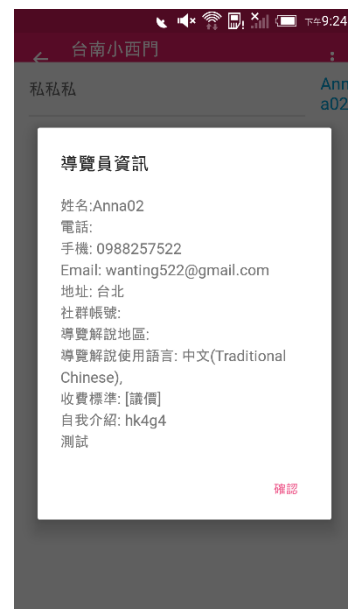 下午9:24
台南小西門
私私私
Ann
a02
導覽員資訊
姓名:Anna02
電話:
手機: 0988257522
Email: wanting522@gmail.com
地址: 台北
社群帳號:
導覽解說地區:
導覽解說使用語言: 中文(Traditional
Chinese),
收費標準: [議價]
自我介紹: hk4g4
測試
確認